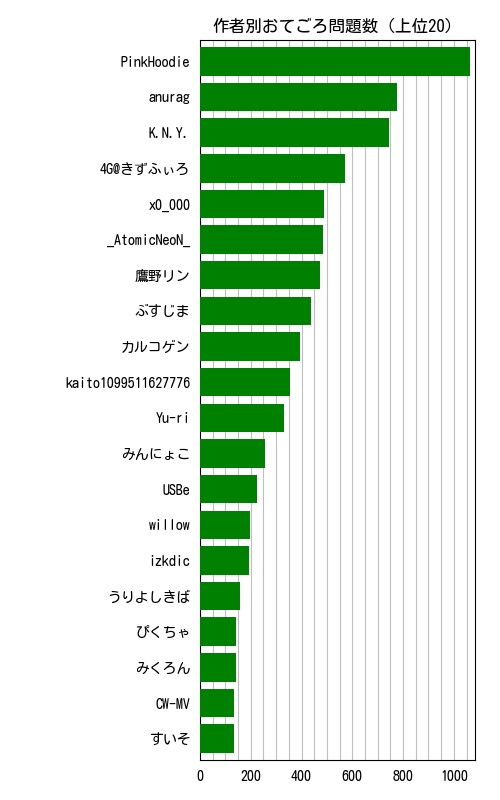 作者別おてごろ問題数 (上位20)
PinkHoodie
anurag
K.N.Y.
4G@きずふぃろ
x0_000
_AtomicNeoN_
鷹野リン
ぶすじま
カルコゲン
kaito1099511627776
Yu-ri
みんにょこ
USBe
willow
izkdic
うりよしきば
ぴくちゃ
みくろん
CW-MV
すいそ
0 200 400 600 800 1000